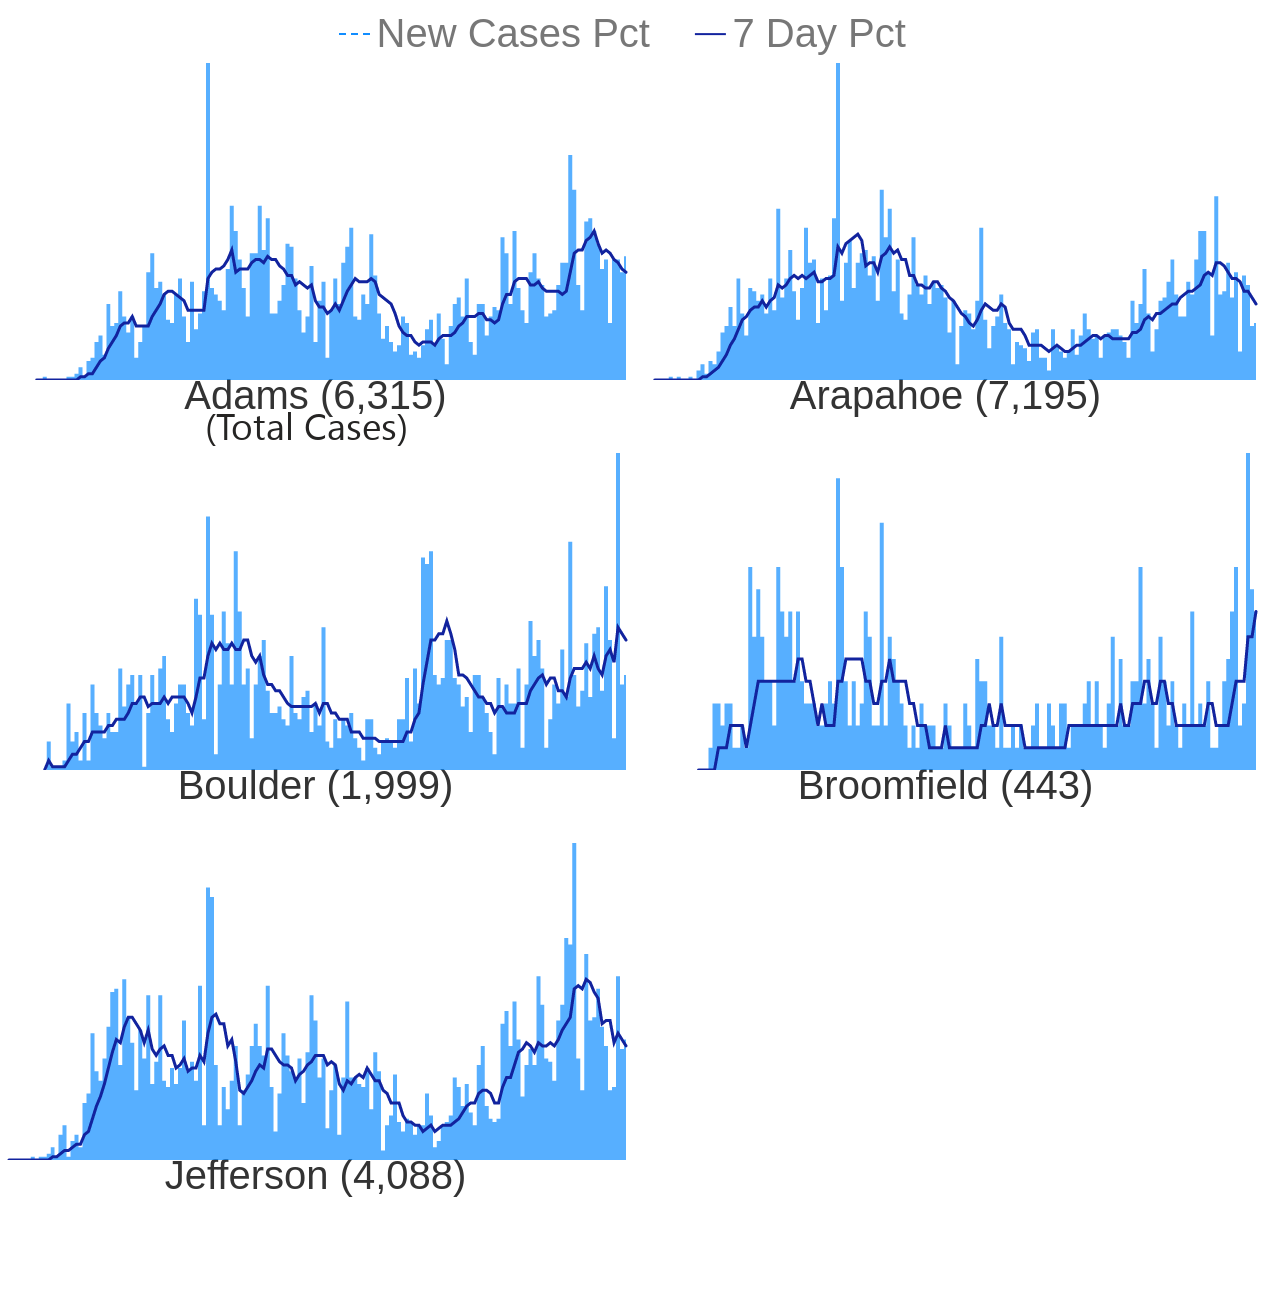 New Cases Pct 7 Day Pct
Adams (6,315) Arapahoe (7,195)
(Total Cases)
Boulder (1,999) Broomfield (443)
Jefferson (4,088)